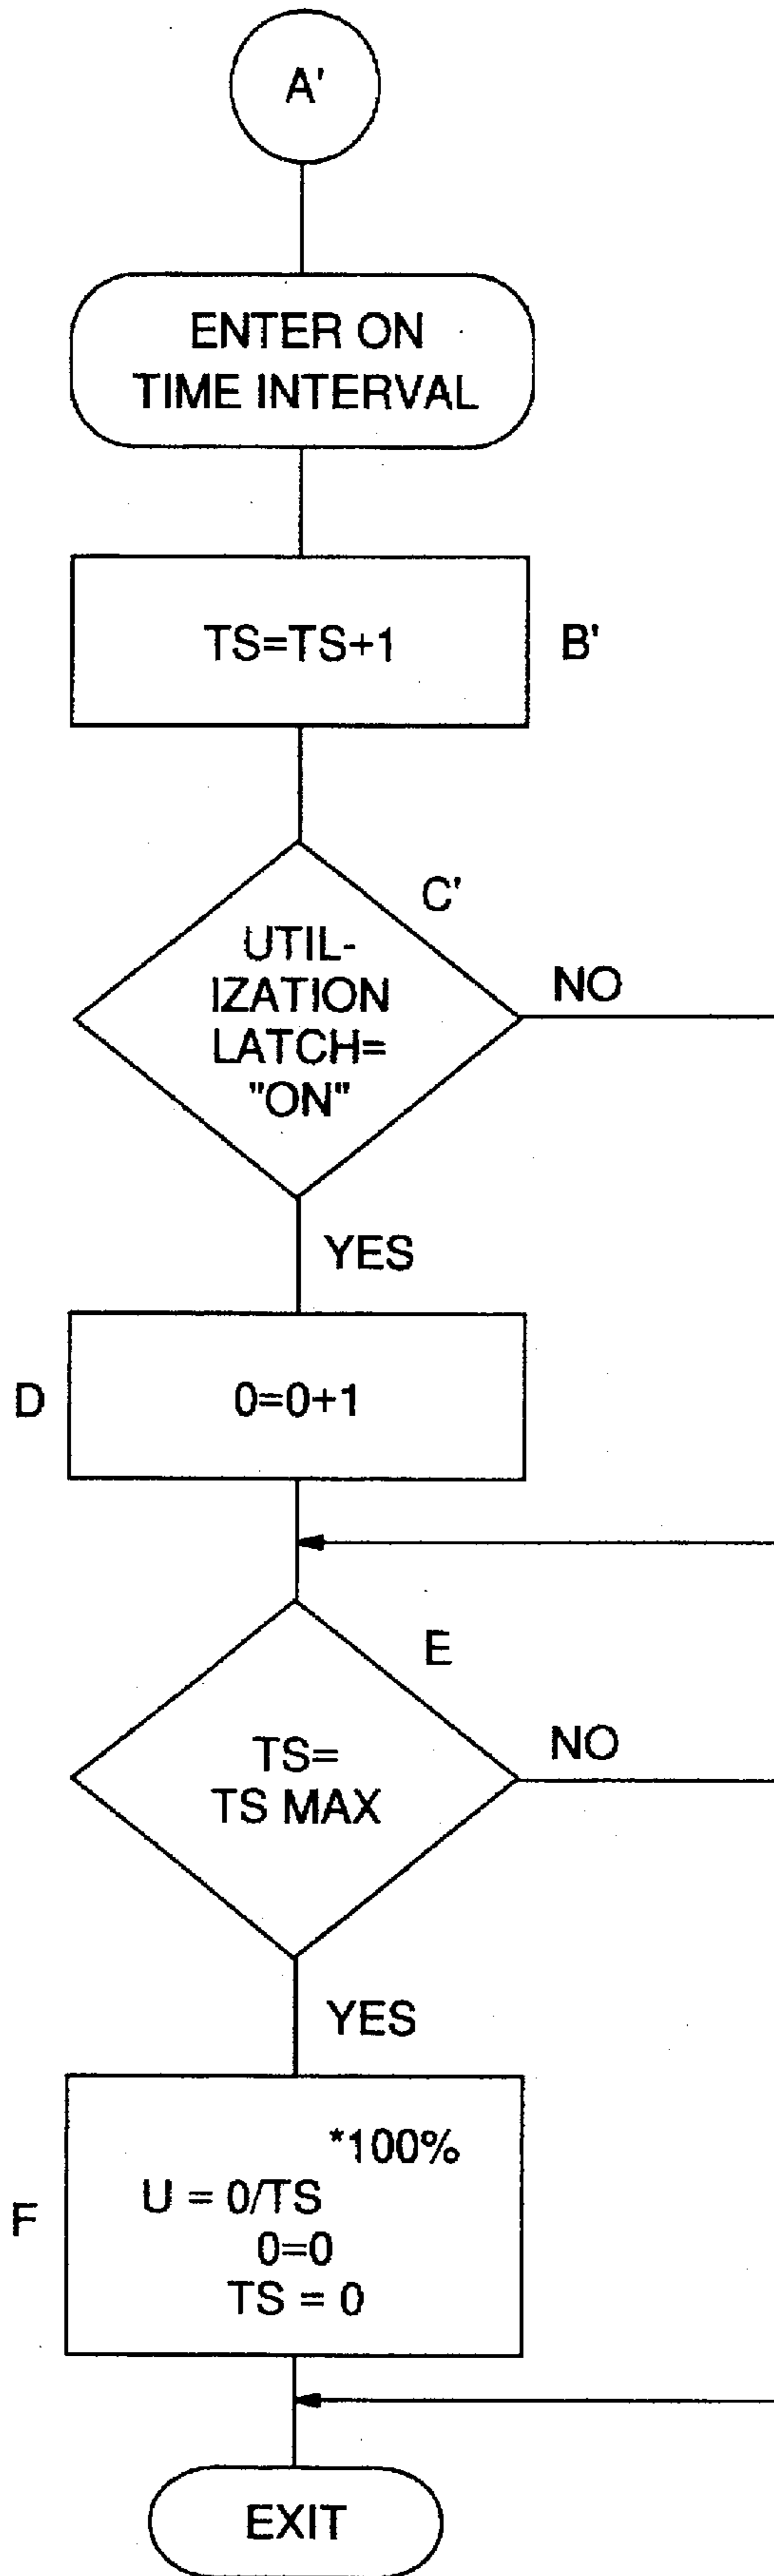 A'
ENTER ON
TIME INTERVAL
TS=TS+1
B'
C'
UTIL-
IZATION
LATCH=
"ON"
NO
YES
D
0=0+1
E
TS=
TS MAX
NO
YES
F
*100%
U = 0/TS
0=0
TS = 0
EXIT